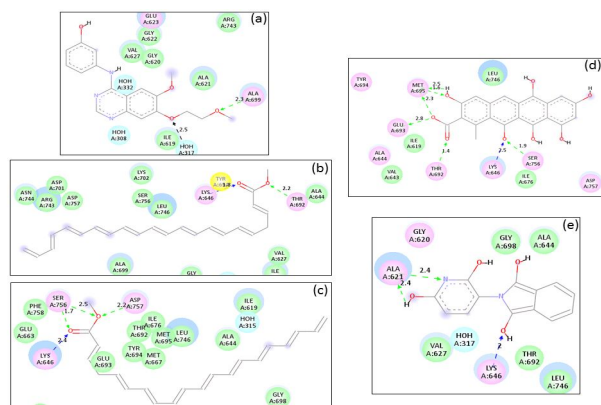 (a)
GLU
A:623
ARG
A:743
GLY
A:622
VAL
A:627
GLY
A:620
H
HOH
A:332
ALA
A:621
ALA
A:699
2.3
2.5
HOH
A:308
ILE
A:619
HOH
A:317
(b)
ASP
A:701
LYS
A:702
ASN
A:744
ARG
A:743
ASP
A:757
SER
A:756
LEU
A:746
TYR
LYS
A:646
2.2
THR
A:692
ALA
A:644
VAL
A:627
ALA
A:699
ILE
(c)
PHE
A:758
SER
A:756
2.5
1.7
2.2
ASP
A:757
ILE
A:619
HOH
A:315
GLU
A:663
ILE
A:676
THR
A:692
MET
A:695
LEU
A:746
ALA
A:644
TYR
A:694
MET
A:667
LYS
A:646
GLU
A:693
GLY
A:698
(d)
TYR
A:694
MET
A:695
2.5
2.3
LEU
A:746
GLU
A:693
2.8
ILE
A:619
ALA
A:644
VAL
A:643
THR
A:692
1.4
LYS
A:646
2.5
1.9
SER
A:756
ILE
A:676
ASP
A:757
(e)
GLY
A:620
GLY
A:698
ALA
A:644
ALA
A:621
2.4
2.4
VAL
A:627
HOH
A:317
2
LYS
A:646
THR
A:692
LEU
A:746